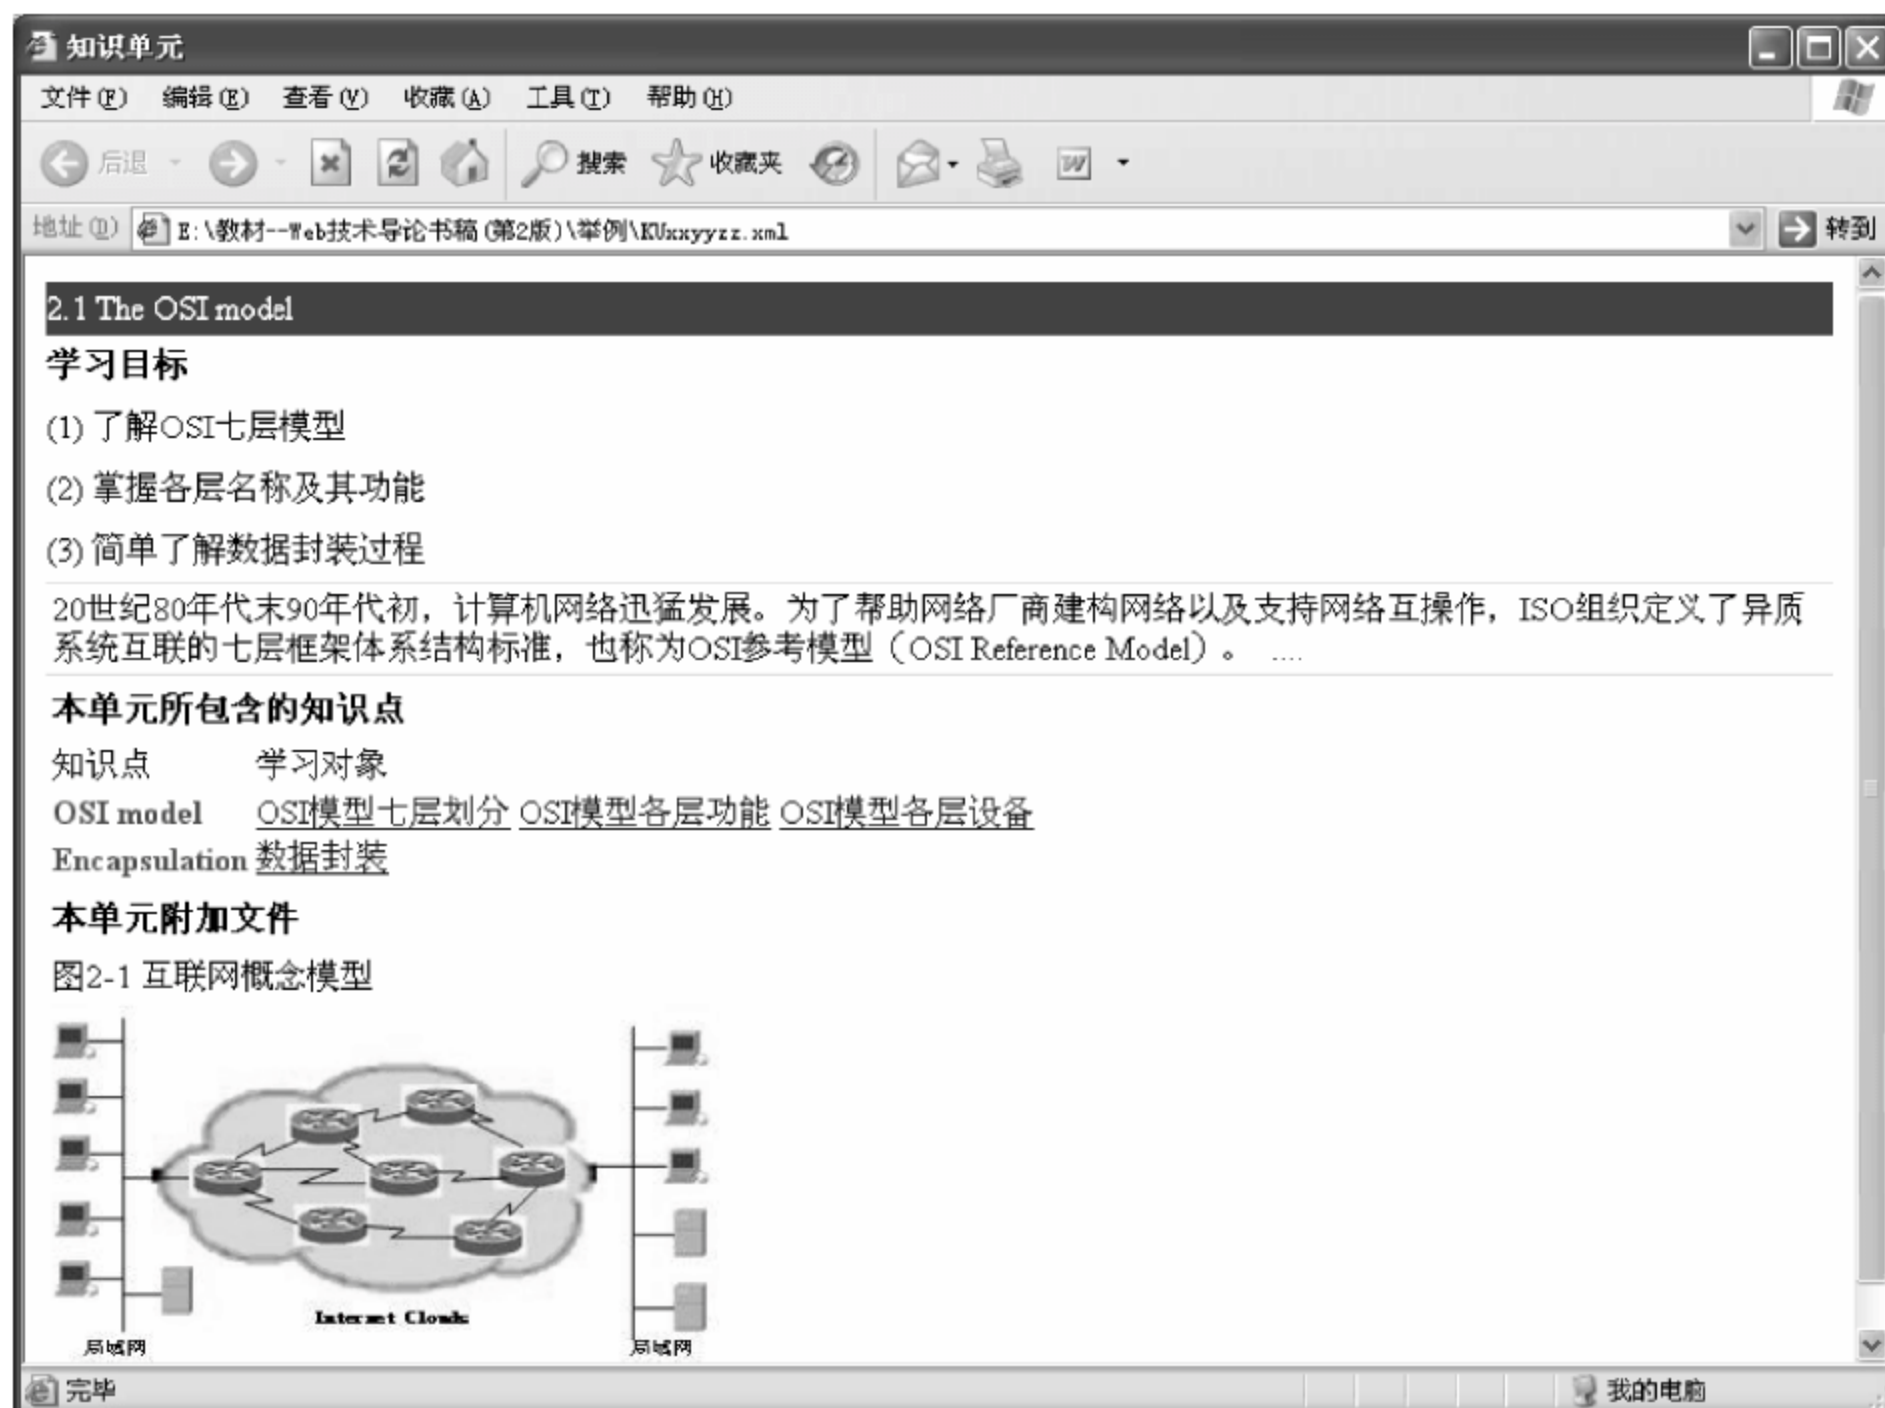 知识单元
文件(F) 编辑(E) 查看(V) 收藏(A) 工具(T) 帮助(H)
后退 搜索 收藏夹
地址(D) E:\教材--Web技术导论书稿(第2版)\举例\KUxxyyzz.xml 转到
2.1 The OSI model
学习目标
(1) 了解OSI七层模型
(2) 掌握各层名称及其功能
(3) 简单了解数据封装过程
20世纪80年代末90年代初，计算机网络迅猛发展。为了帮助网络厂商建构网络以及支持网络互操作，ISO组织定义了异质
系统互联的七层框架体系结构标准，也称为OSI参考模型（OSI Reference Model）。 ....
本单元所包含的知识点
知识点 学习对象
OSI model OSI模型七层划分 OSI模型各层功能 OSI模型各层设备
Encapsulation 数据封装
本单元附加文件
图2-1 互联网概念模型
Internet Clouds
局域网 局域网
完毕 我的电脑